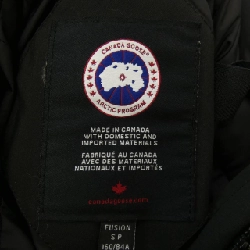 CANADA GOOSE
ARCTIC PROGRAM
MADE IN CANADA
WITH DOMESTIC AND
IMPORTED MATERIALS
FABRIQUÉ AU CANADA
AVEC DES MATERIELS
NATIONAUX ET IMPORTÉS
FUSION